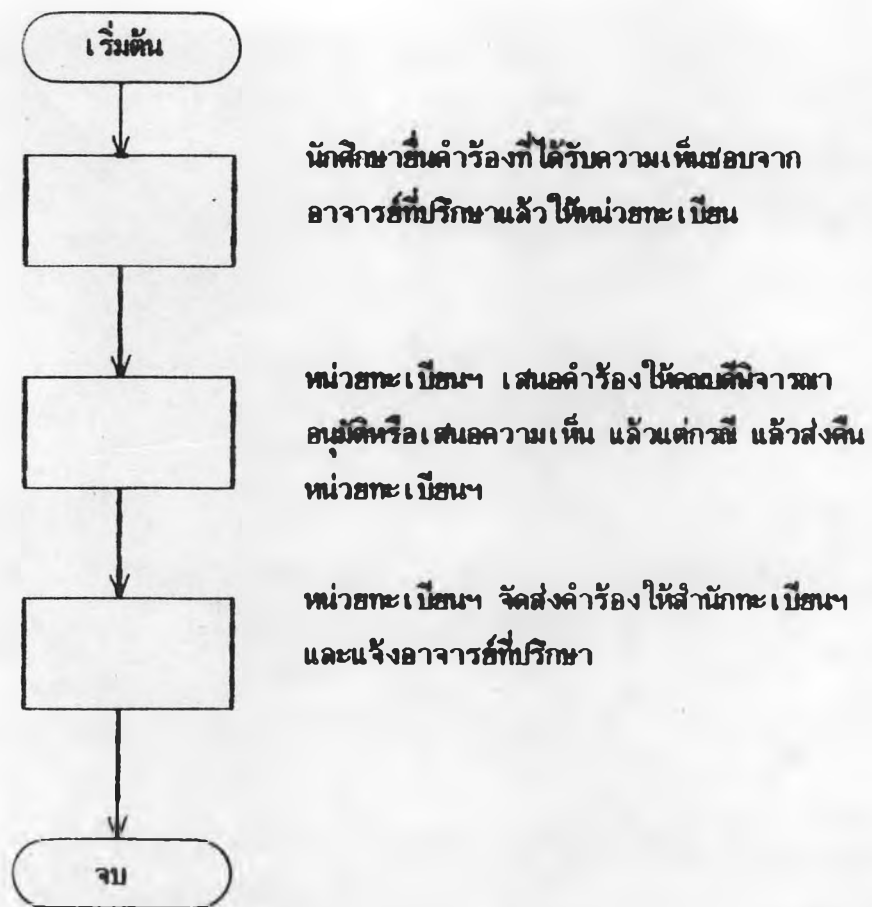 เริ่มต้น
นักศึกษายื่นคำร้องที่ได้รับความเห็นชอบจาก
อาจารย์ที่ปรึกษาแล้วให้หน่วยทะเบียน
หน่วยทะเบียนฯ เสนอคำร้องให้คณบดีพิจารณา
อนุมัติหรือเสนอความเห็น แล้วแต่กรณี แล้วส่งคืน
หน่วยทะเบียนฯ
หน่วยทะเบียนฯ จัดส่งคำร้องให้สำนักทะเบียนฯ
และแจ้งอาจารย์ที่ปรึกษา
จบ